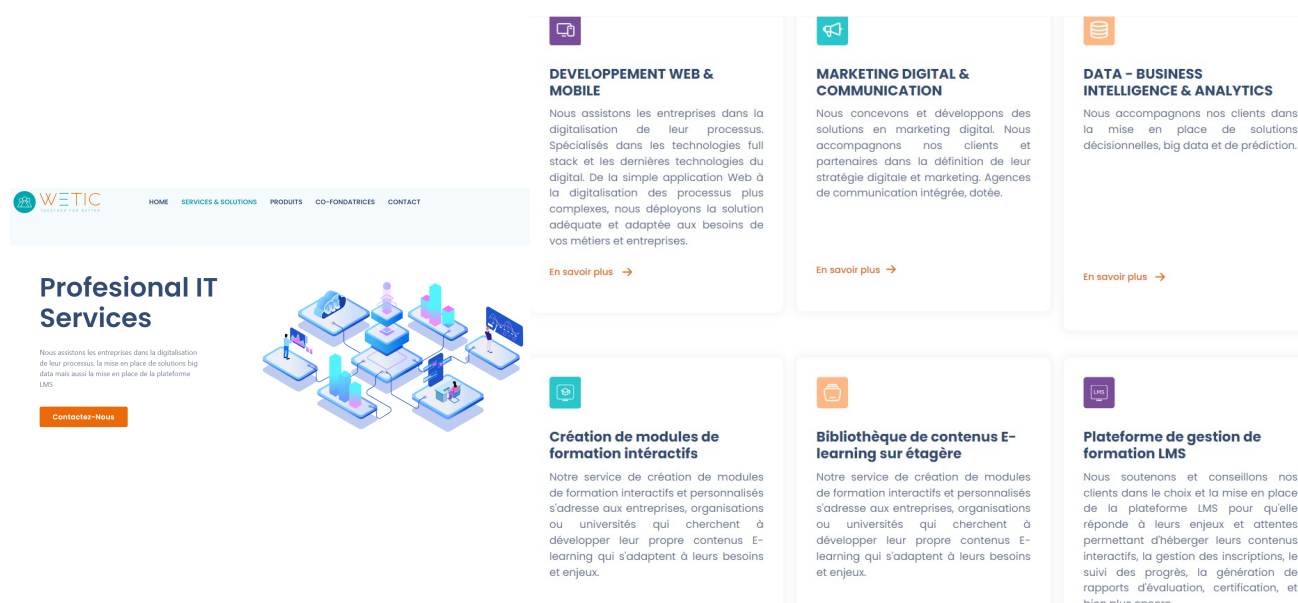 WETIC
TOGETHER FOR BETTER
HOME SERVICES & SOLUTIONS PRODUITS CO-FONDATRICES CONTACT
Profesional IT
Services
Nous assistons les entreprises dans la digitalisation
de leur processus, la mise en place de solutions big
data mais aussi la mise en place de la plateforme
LMS
Contactez-Nous
DEVELOPPEMENT WEB &
MOBILE
Nous assistons les entreprises dans la
digitalisation de leur processus.
Spécialisés dans les technologies full
stack et les dernières technologies du
digital. De la simple application Web à
la digitalisation des processus plus
complexes, nous déployons la solution
adéquate et adaptée aux besoins de
vos métiers et entreprises.
En savoir plus →
MARKETING DIGITAL &
COMMUNICATION
Nous concevons et développons des
solutions en marketing digital. Nous
accompagnons nos clients et
partenaires dans la définition de leur
stratégie digitale et marketing. Agences
de communication intégrée, dotée.
En savoir plus →
DATA - BUSINESS
INTELLIGENCE & ANALYTICS
Nous accompagnons nos clients dans
la mise en place de solutions
décisionnelles, big data et de prédiction.
En savoir plus →
Création de modules de
formation intéractifs
Notre service de création de modules
de formation interactifs et personnalisés
s'adresse aux entreprises, organisations
ou universités qui cherchent à
développer leur propre contenus E-
learning qui s'adaptent à leurs besoins
et enjeux.
Bibliothèque de contenus E-
learning sur étagère
Notre service de création de modules
de formation interactifs et personnalisés
s'adresse aux entreprises, organisations
ou universités qui cherchent à
développer leur propre contenus E-
learning qui s'adaptent à leurs besoins
et enjeux.
LMS
Plateforme de gestion de
formation LMS
Nous soutenons et conseillons nos
clients dans le choix et la mise en place
de la plateforme LMS pour qu'elle
réponde à leurs enjeux et attentes
permettant d'héberger leurs contenus
interactifs, la gestion des inscriptions, le
suivi des progrès, la génération de
rapports d'évaluation, certification, et
bien plus encore